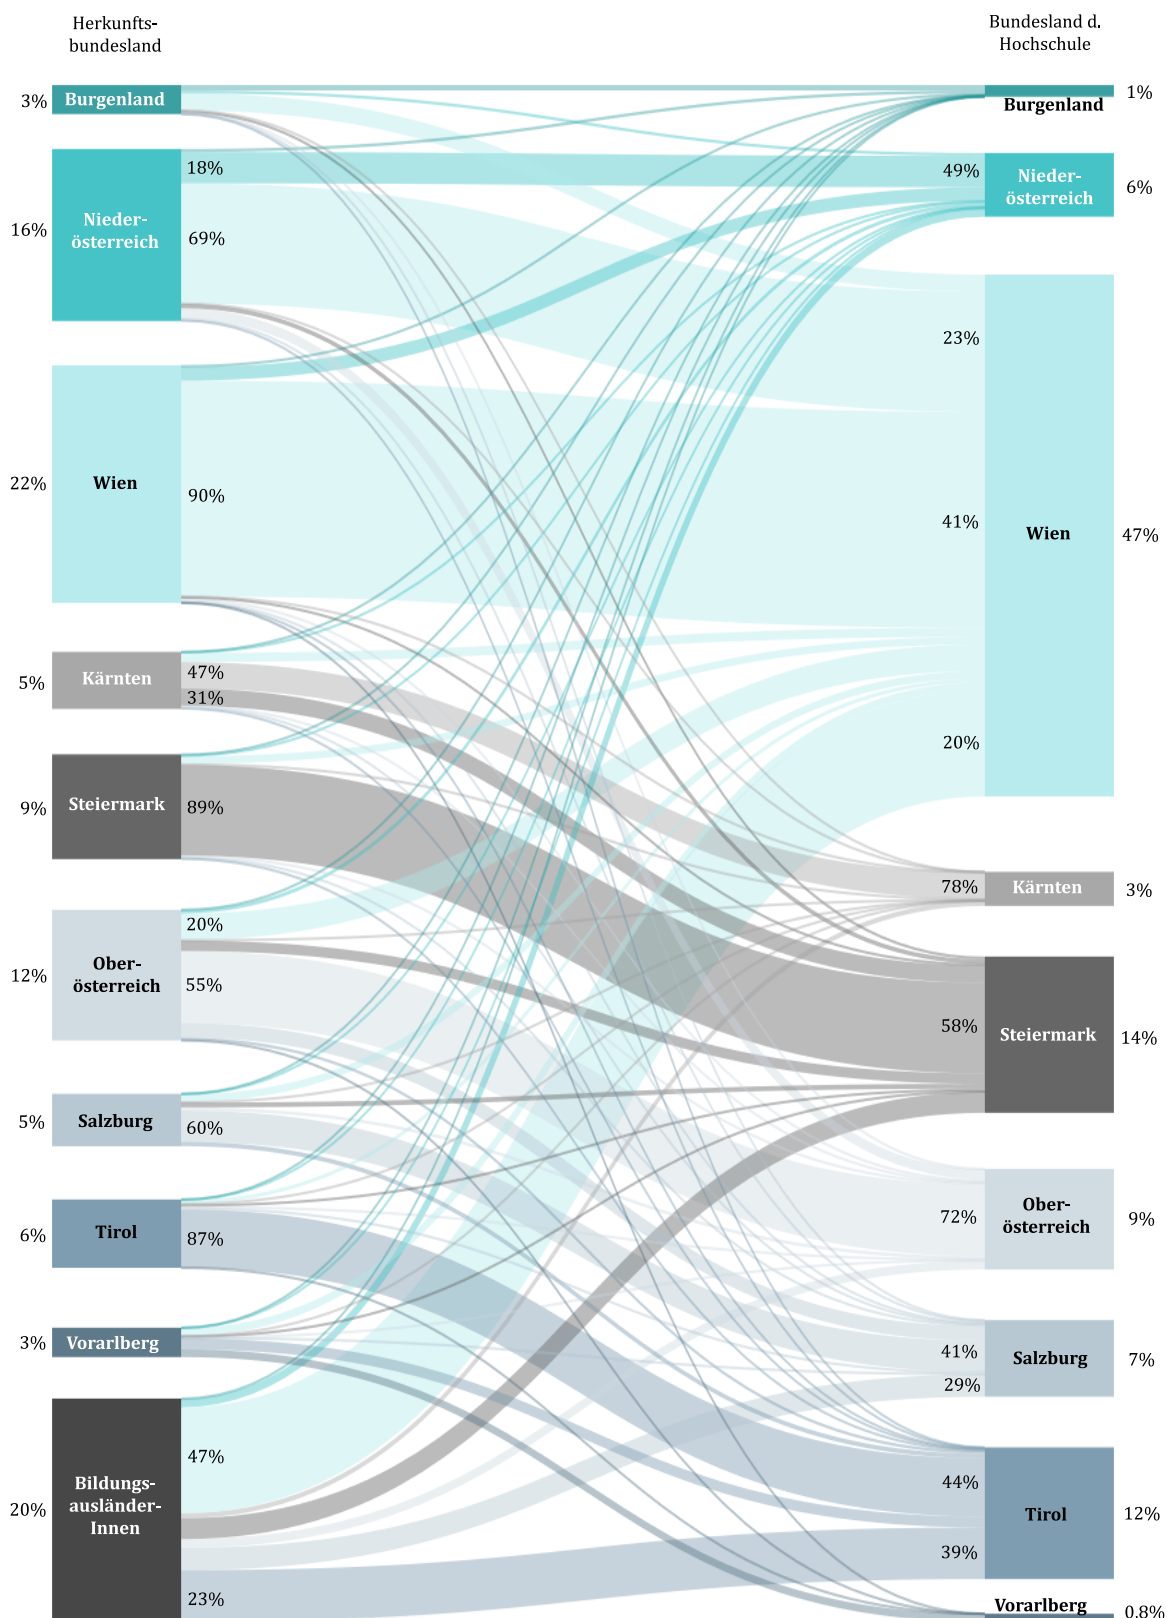 Herkunfts-
bundesland
Bundesland d.
Hochschule
3%
Burgenland
1%
Burgenland
16%
Nieder-
österreich
18%
69%
49%
Nieder-
österreich
6%
22%
Wien
90%
23%
41%
20%
Wien
47%
5%
Kärnten
47%
31%
78%
Kärnten
3%
9%
Steiermark
89%
58%
Steiermark
14%
12%
Ober-
österreich
20%
55%
72%
Ober-
österreich
9%
5%
Salzburg
60%
41%
29%
Salzburg
7%
6%
Tirol
87%
44%
39%
Tirol
12%
3%
Vorarlberg
20%
Bildungs-
ausländer-
Innen
47%
23%
Vorarlberg
0,8%